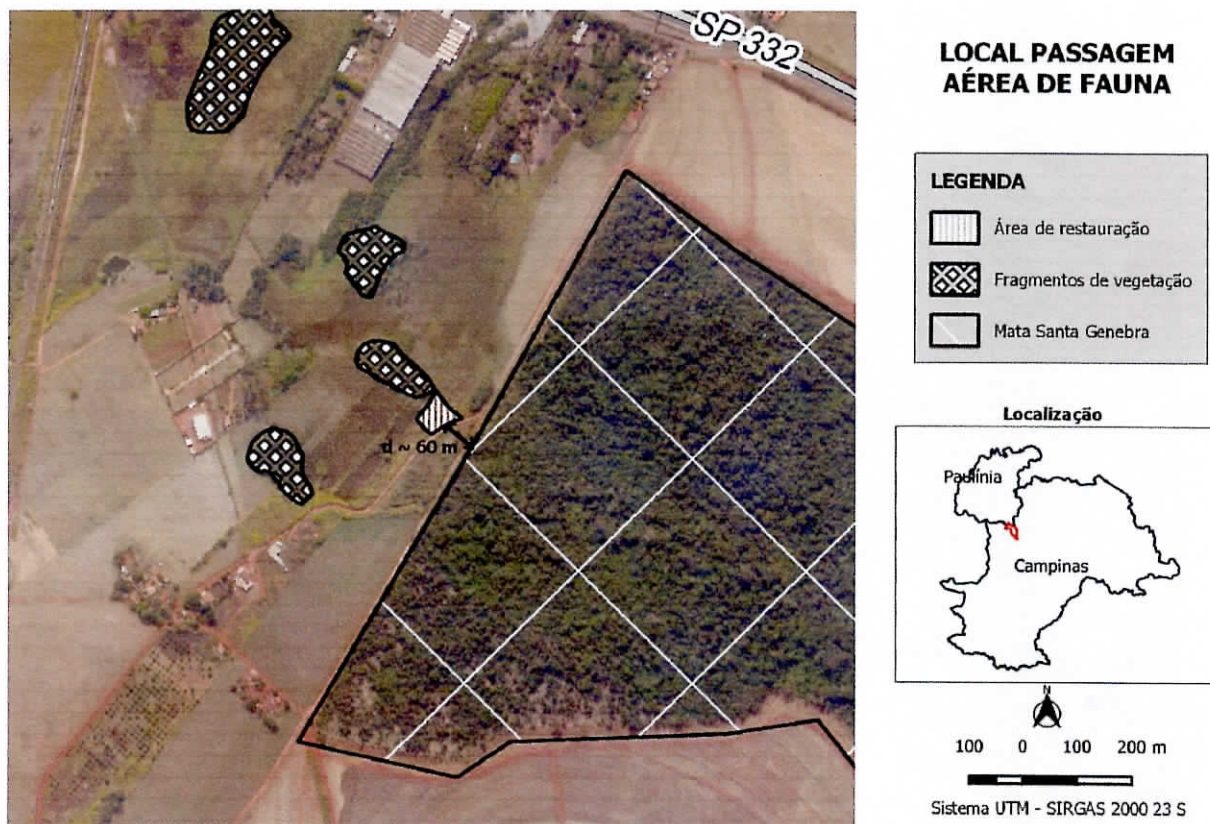 SP 332
d ~ 60 m
LOCAL PASSAGEM
AÉREA DE FAUNA
LEGENDA
Área de restauração
Fragmentos de vegetação
Mata Santa Genebra
Localização
Paulínia
Campinas
N
100 0 100 200 m
Sistema UTM - SIRGAS 2000 23 S